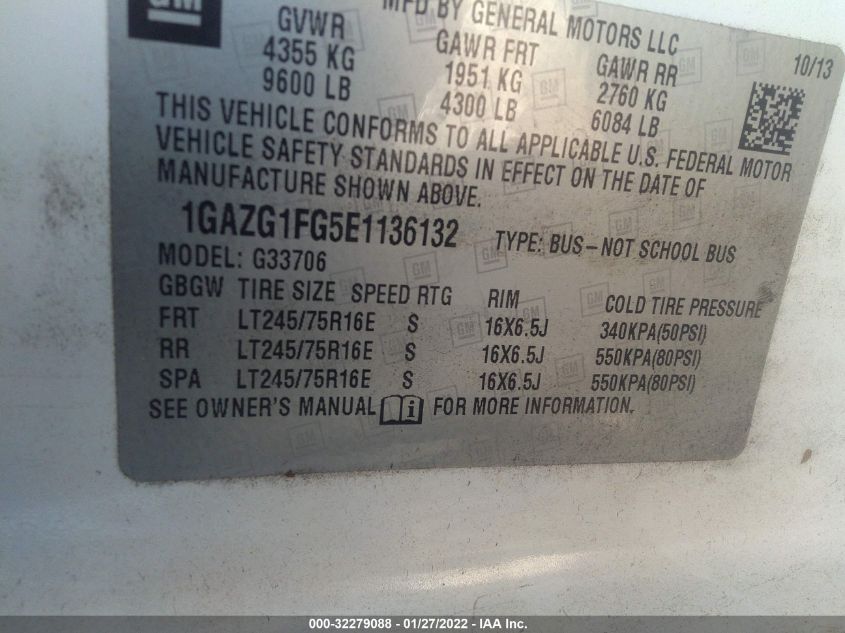 GM
MFD BY GENERAL MOTORS LLC
10/13
GVWR GAWR FRT GAWR RR
4355 KG 1951 KG 2760 KG
9600 LB 4300 LB 6084 LB
THIS VEHICLE CONFORMS TO ALL APPLICABLE U.S. FEDERAL MOTOR
VEHICLE SAFETY STANDARDS IN EFFECT ON THE DATE OF
MANUFACTURE SHOWN ABOVE.
1GAZG1FG5E1136132 TYPE: BUS-NOT SCHOOL BUS
MODEL: G33706
GBGW TIRE SIZE SPEED RTG RIM COLD TIRE PRESSURE
FRT LT245/75R16E S 16X6.5J 340KPA(50PSI)
RR LT245/75R16E S 16X6.5J 550KPA(80PSI)
SPA LT245/75R16E S 16X6.5J 550KPA(80PSI)
SEE OWNER'S MANUAL i FOR MORE INFORMATION.
000-32279088 - 01/27/2022 - IAA Inc.